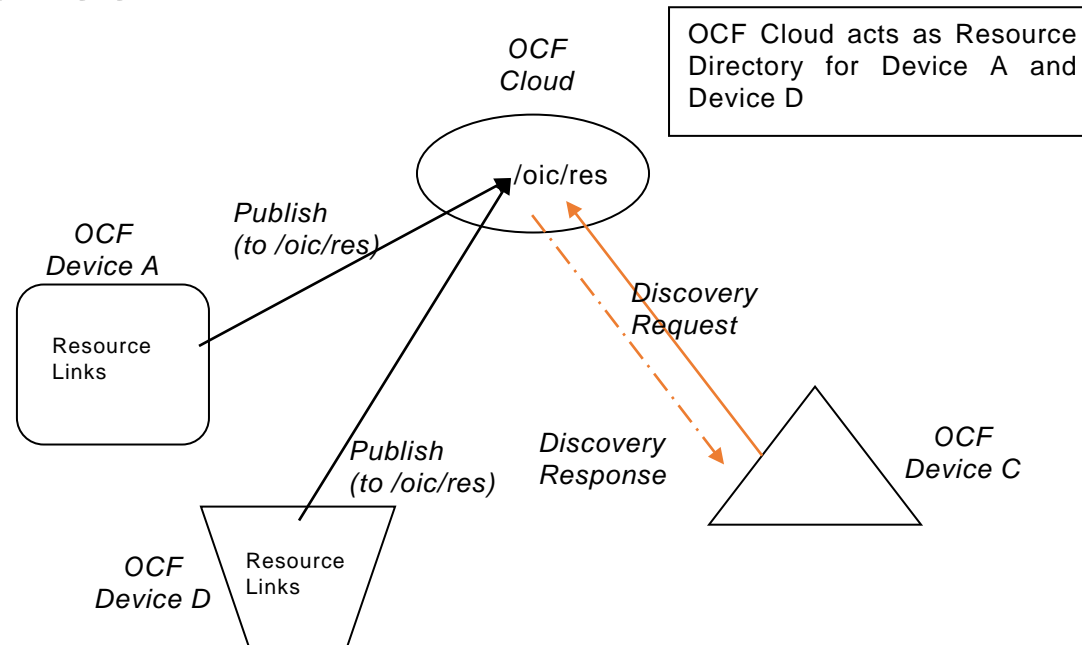 OCF
Cloud
OCF Cloud acts as Resource
Directory for Device A and
Device D
/oic/res
Publish
(to /oic/res)
OCF
Device A
Resource
Links
Discovery
Request
Publish
(to /oic/res)
Discovery
Response
OCF
Device C
OCF
Device D
Resource
Links